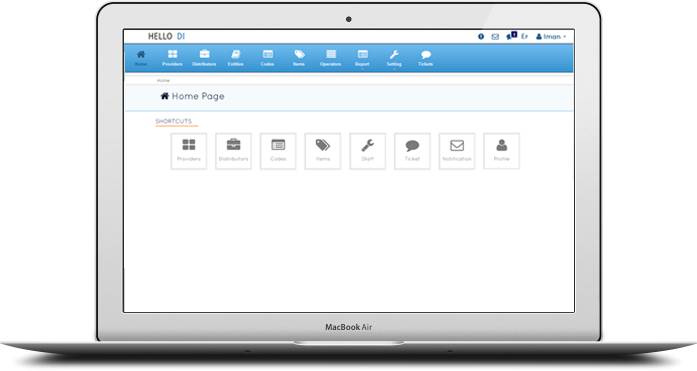 HELLO DI
Er Iman
Home Providers Distributors Entities Codes Items Operators Report Setting Tickets
Home
Home Page
SHORTCUTS
Providers Distributors Codes Items Staff Ticket Notification Profile
MacBook Air